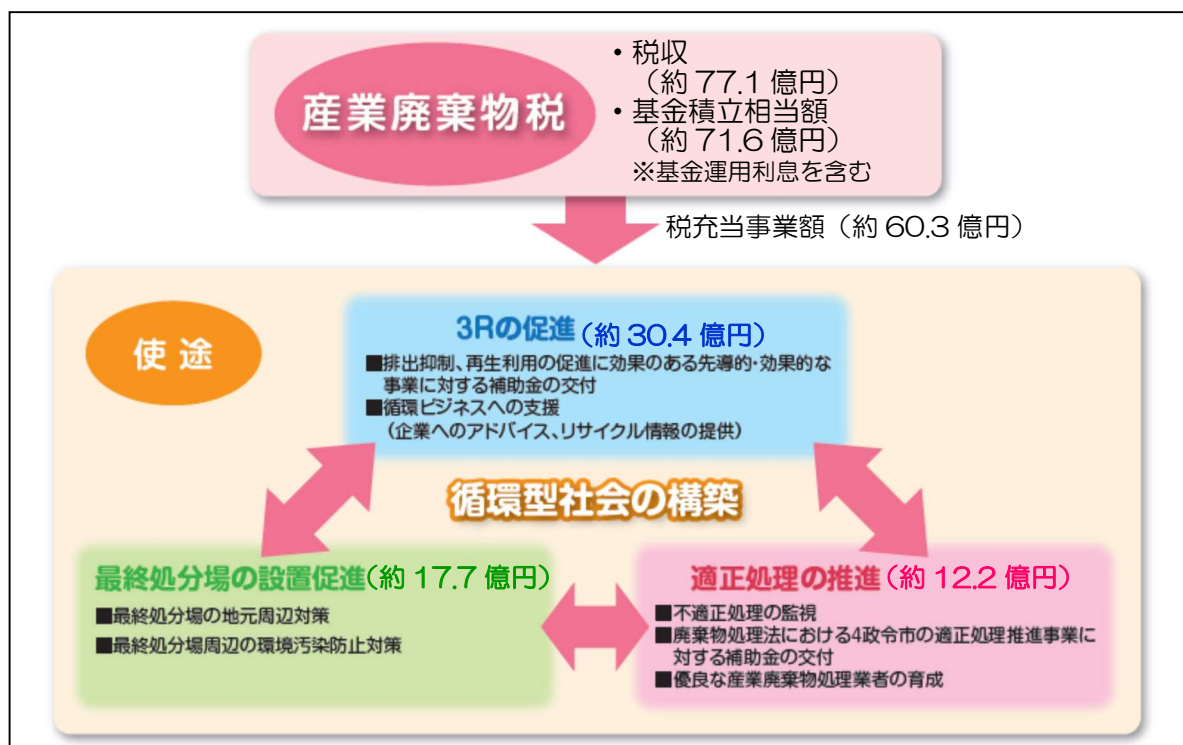 産業廃棄物税
・税収
（約 77.1 億円）
・基金積立相当額
（約 71.6 億円）
※基金運用利息を含む
税充当事業額（約 60.3 億円）
使途
3Rの促進（約 30.4 億円）
■排出抑制、再生利用の促進に効果のある先導的・効果的な
事業に対する補助金の交付
■循環ビジネスへの支援
（企業へのアドバイス、リサイクル情報の提供）
循環型社会の構築
最終処分場の設置促進（約 17.7 億円）
■最終処分場の地元周辺対策
■最終処分場周辺の環境汚染防止対策
適正処理の推進（約 12.2 億円）
■不適正処理の監視
■廃棄物処理法における4政令市の適正処理推進事業に
対する補助金の交付
■優良な産業廃棄物処理業者の育成